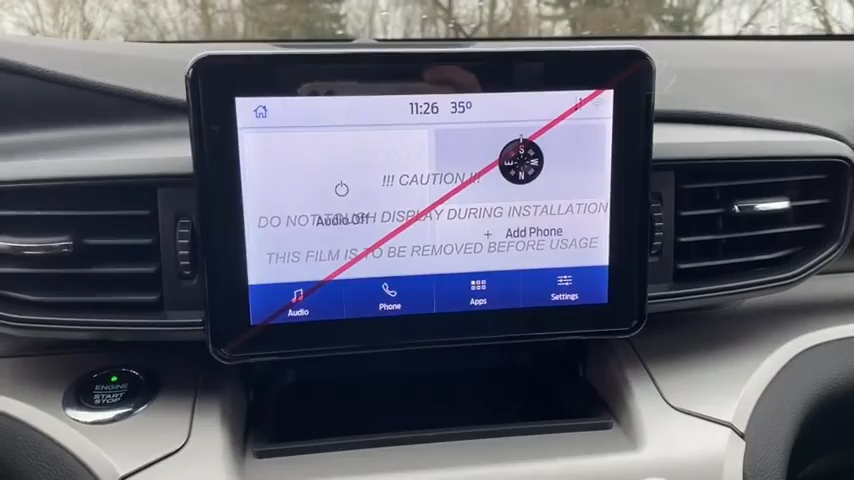 11:26 35°
S
E W
N
!!! CAUTION !!!
DO NOT TOUCH DISPLAY DURING INSTALLATION
Audio Off
+ Add Phone
THIS FILM IS TO BE REMOVED BEFORE USAGE
Audio Phone Apps Settings
ENGINE
START
STOP